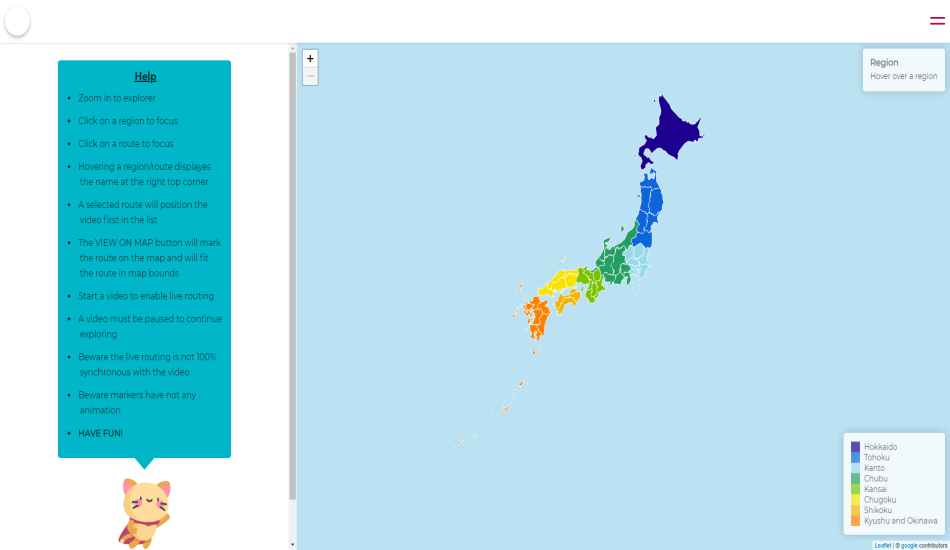 Help
• Zoom in to explorer
• Click on a region to focus
• Click on a route to focus
• Hovering a region/route displayes
the name at the right top corner
• A selected route will position the
video first in the list
• The VIEW ON MAP button will mark
the route on the map and will fit
the route in map bounds
• Start a video to enable live routing
• A video must be paused to continue
exploring
• Beware the live routing is not 100%
synchronous with the video
• Beware markers have not any
animation
• HAVE FUN!
+
−
Region
Hover over a region
Hokkaido
Tohoku
Kanto
Chubu
Kansai
Chugoku
Shikoku
Kyushu and Okinawa
Leaflet | © google contributors